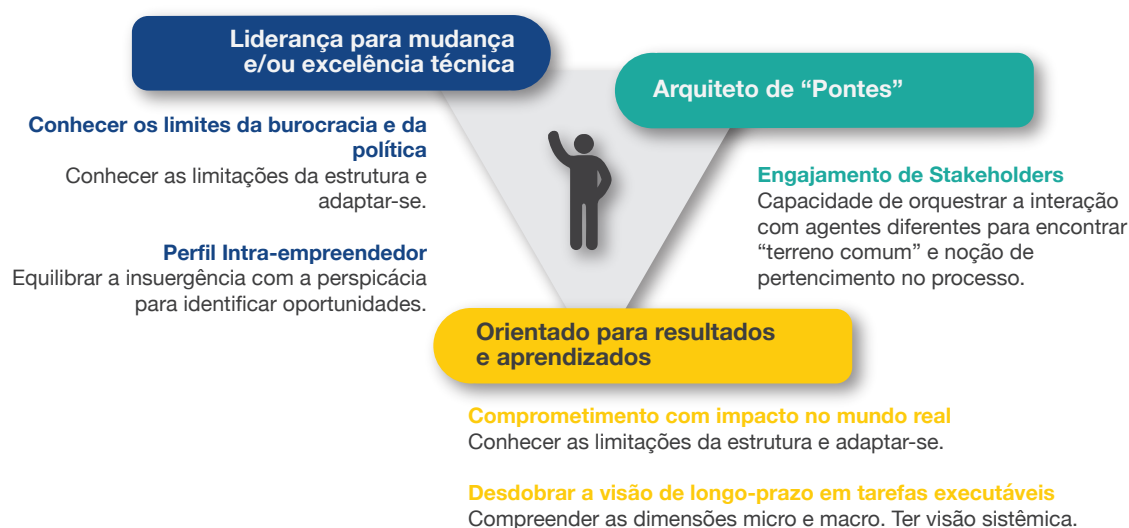 Liderança para mudança
e/ou excelência técnica
Arquiteto de “Pontes”
Conhecer os limites da burocracia e da
política
Conhecer as limitações da estrutura e
adaptar-se.
Perfil Intra-empreendedor
Equilibrar a insuergência com a perspicácia
para identificar oportunidades.
Engajamento de Stakeholders
Capacidade de orquestrar a interação
com agentes diferentes para encontrar
“terreno comum” e noção de
pertencimento no processo.
Orientado para resultados
e aprendizados
Comprometimento com impacto no mundo real
Conhecer as limitações da estrutura e adaptar-se.
Desdobrar a visão de longo-prazo em tarefas executáveis
Compreender as dimensões micro e macro. Ter visão sistêmica.